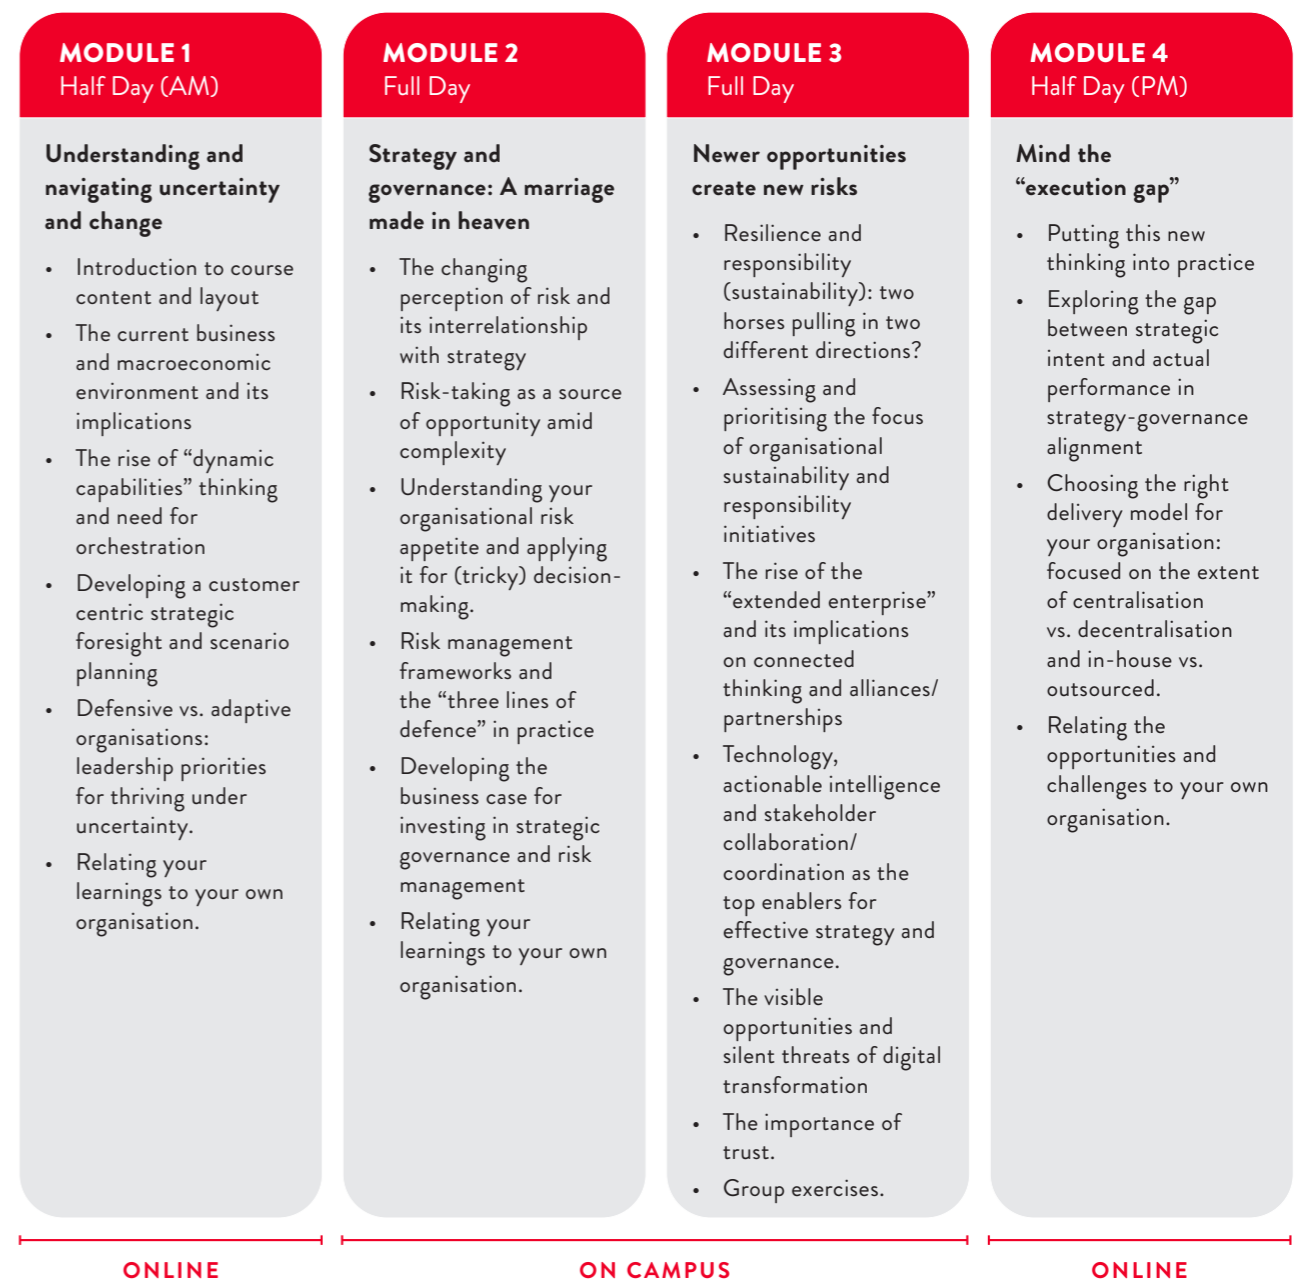 MODULE 1
Half Day (AM)
Understanding and
navigating uncertainty
and change
• Introduction to course
content and layout
• The current business
and macroeconomic
environment and its
implications
• The rise of “dynamic
capabilities” thinking
and need for
orchestration
• Developing a customer
centric strategic
foresight and scenario
planning
• Defensive vs. adaptive
organisations:
leadership priorities
for thriving under
uncertainty.
• Relating your
learnings to your own
organisation.
MODULE 2
Full Day
Strategy and
governance: A marriage
made in heaven
• The changing
perception of risk and
its interrelationship
with strategy
• Risk-taking as a source
of opportunity amid
complexity
• Understanding your
organisational risk
appetite and applying
it for (tricky) decision-
making.
• Risk management
frameworks and
the “three lines of
defence” in practice
• Developing the
business case for
investing in strategic
governance and risk
management
• Relating your
learnings to your own
organisation.
MODULE 3
Full Day
Newer opportunities
create new risks
• Resilience and
responsibility
(sustainability): two
horses pulling in two
different directions?
• Assessing and
prioritising the focus
of organisational
sustainability and
responsibility
initiatives
• The rise of the
“extended enterprise”
and its implications
on connected
thinking and alliances/
partnerships
• Technology,
actionable intelligence
and stakeholder
collaboration/
coordination as the
top enablers for
effective strategy and
governance.
• The visible
opportunities and
silent threats of digital
transformation
• The importance of
trust.
• Group exercises.
MODULE 4
Half Day (PM)
Mind the
“execution gap”
• Putting this new
thinking into practice
• Exploring the gap
between strategic
intent and actual
performance in
strategy-governance
alignment
• Choosing the right
delivery model for
your organisation:
focused on the extent
of centralisation
vs. decentralisation
and in-house vs.
outsourced.
• Relating the
opportunities and
challenges to your own
organisation.
ONLINE
ON CAMPUS
ONLINE